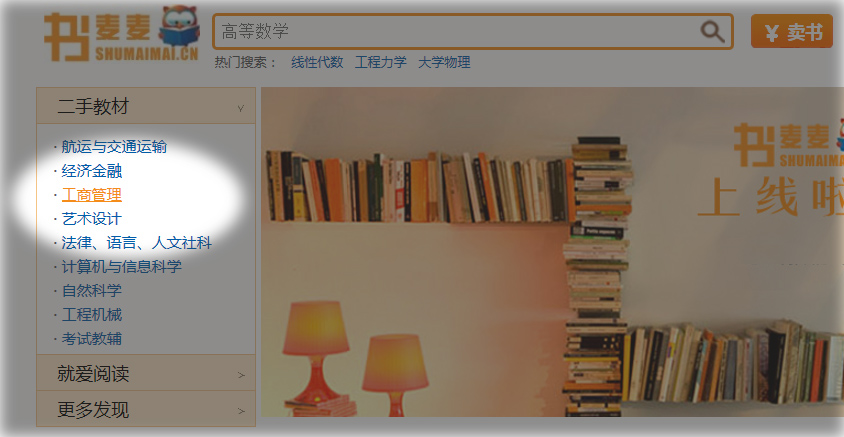 书麦麦
SHUMAIMAI.CN
高等数学
¥ 卖书
热门搜索： 线性代数 工程力学 大学物理
二手教材
· 航运与交通运输
· 经济金融
· 工商管理
· 艺术设计
· 法律、语言、人文社科
· 计算机与信息科学
· 自然科学
· 工程机械
· 考试教辅
就爱阅读 >
更多发现 >
书麦麦
SHUMAIMA
上线啦